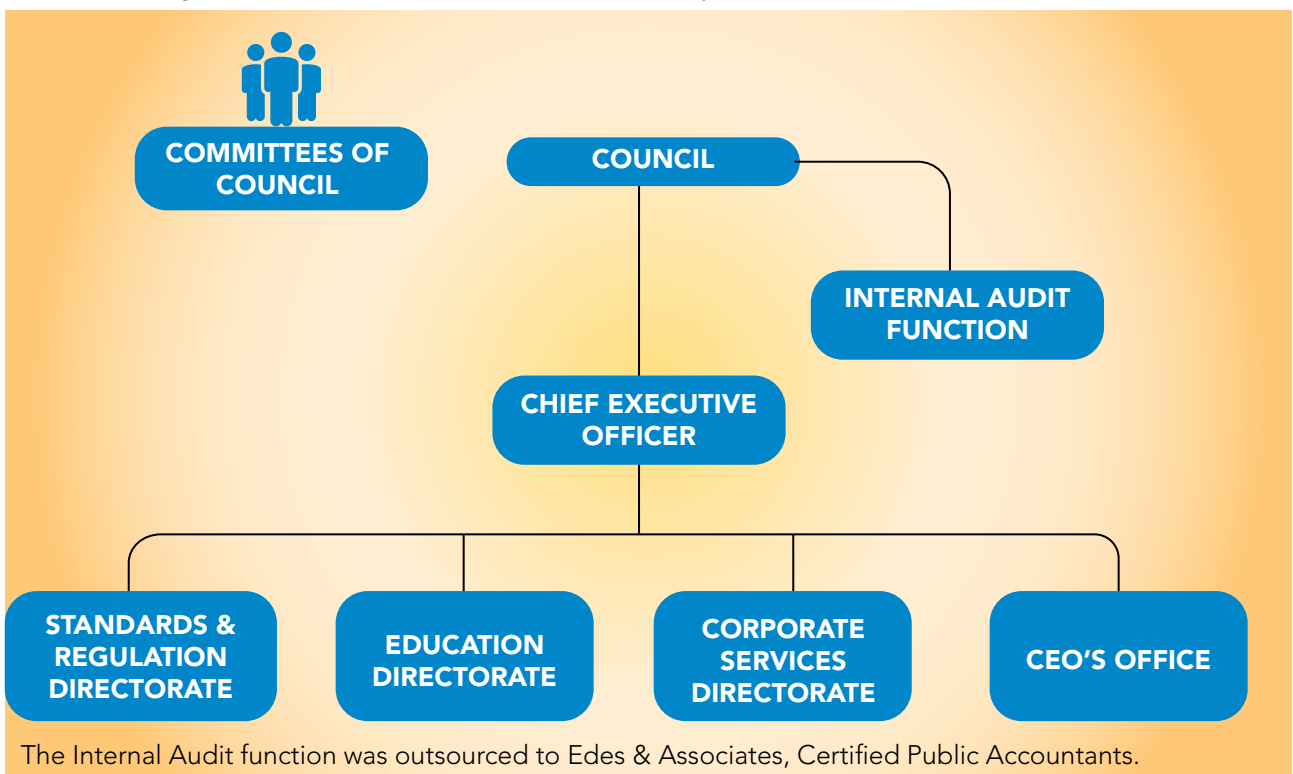 COMMITTEES OF
COUNCIL
COUNCIL
INTERNAL AUDIT
FUNCTION
CHIEF EXECUTIVE
OFFICER
STANDARDS &
REGULATION
DIRECTORATE
EDUCATION
DIRECTORATE
CORPORATE
SERVICES
DIRECTORATE
CEO'S OFFICE
The Internal Audit function was outsourced to Edes & Associates, Certified Public Accountants.